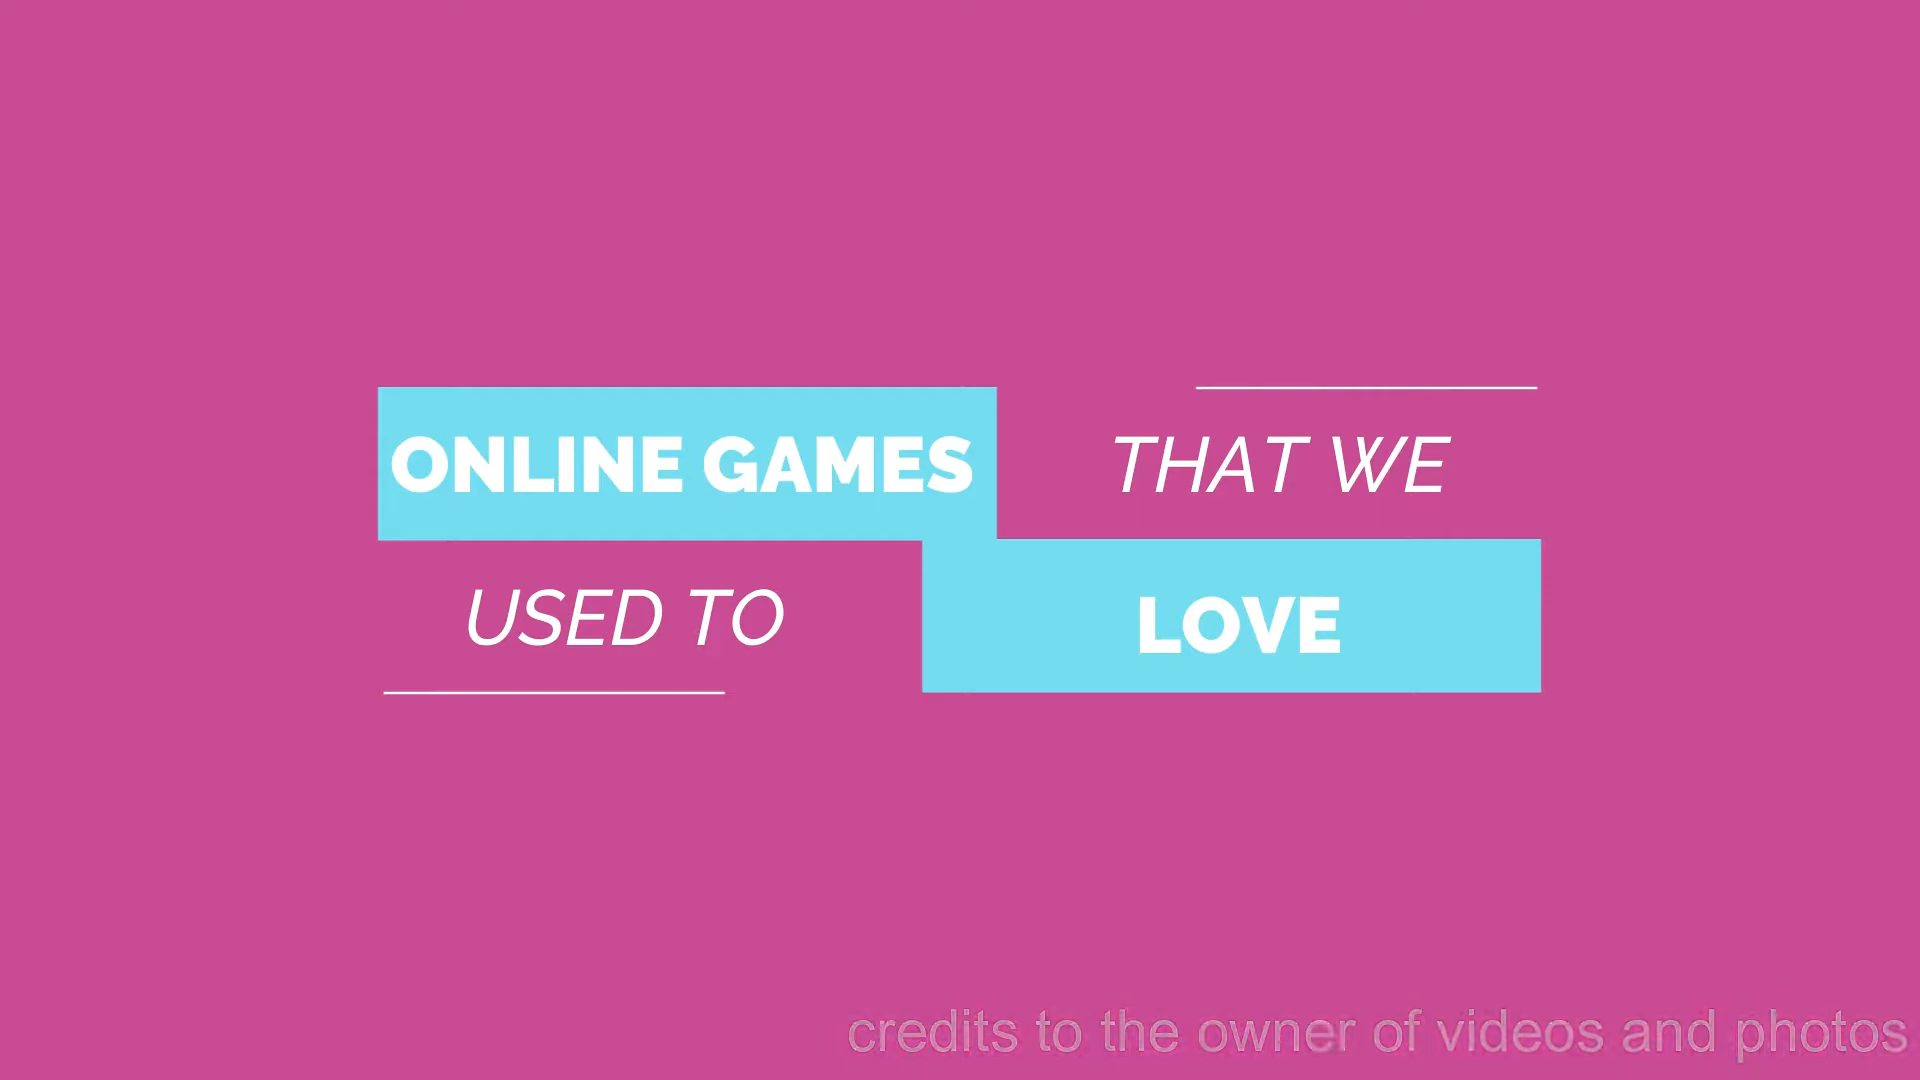 ONLINE GAMES THAT WE
USED TO LOVE
credits to the owner of videos and photos